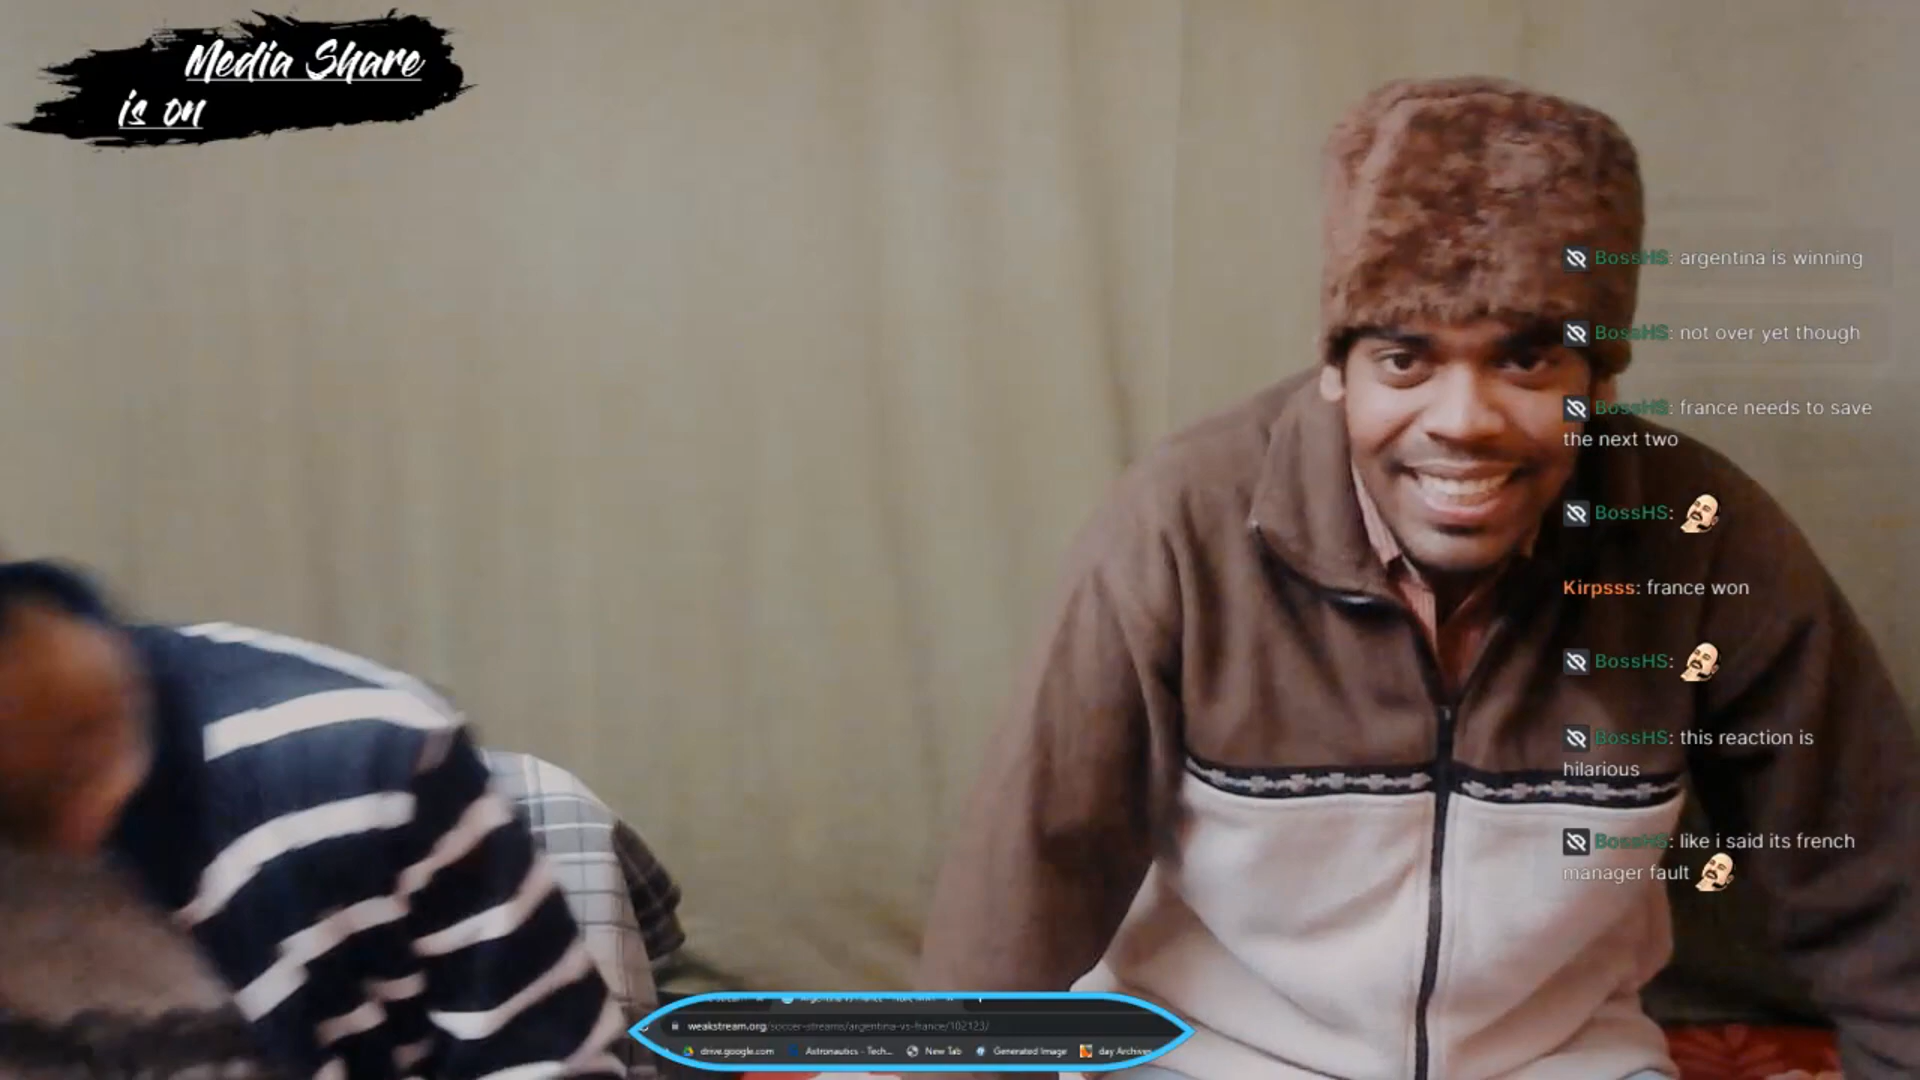 Media Share
is on
BossHS: argentina is winning
BossHS: not over yet though
BossHS: france needs to save
the next two
BossHS:
Kirpsss: france won
BossHS:
BossHS: this reaction is
hilarious
BossHS: like i said its french
manager fault
weakstream.org/soccer-streams/argentina-vs-france/102123/
drive.google.com
Astronautics - Tech...
New Tab
Generated Image
day Archives